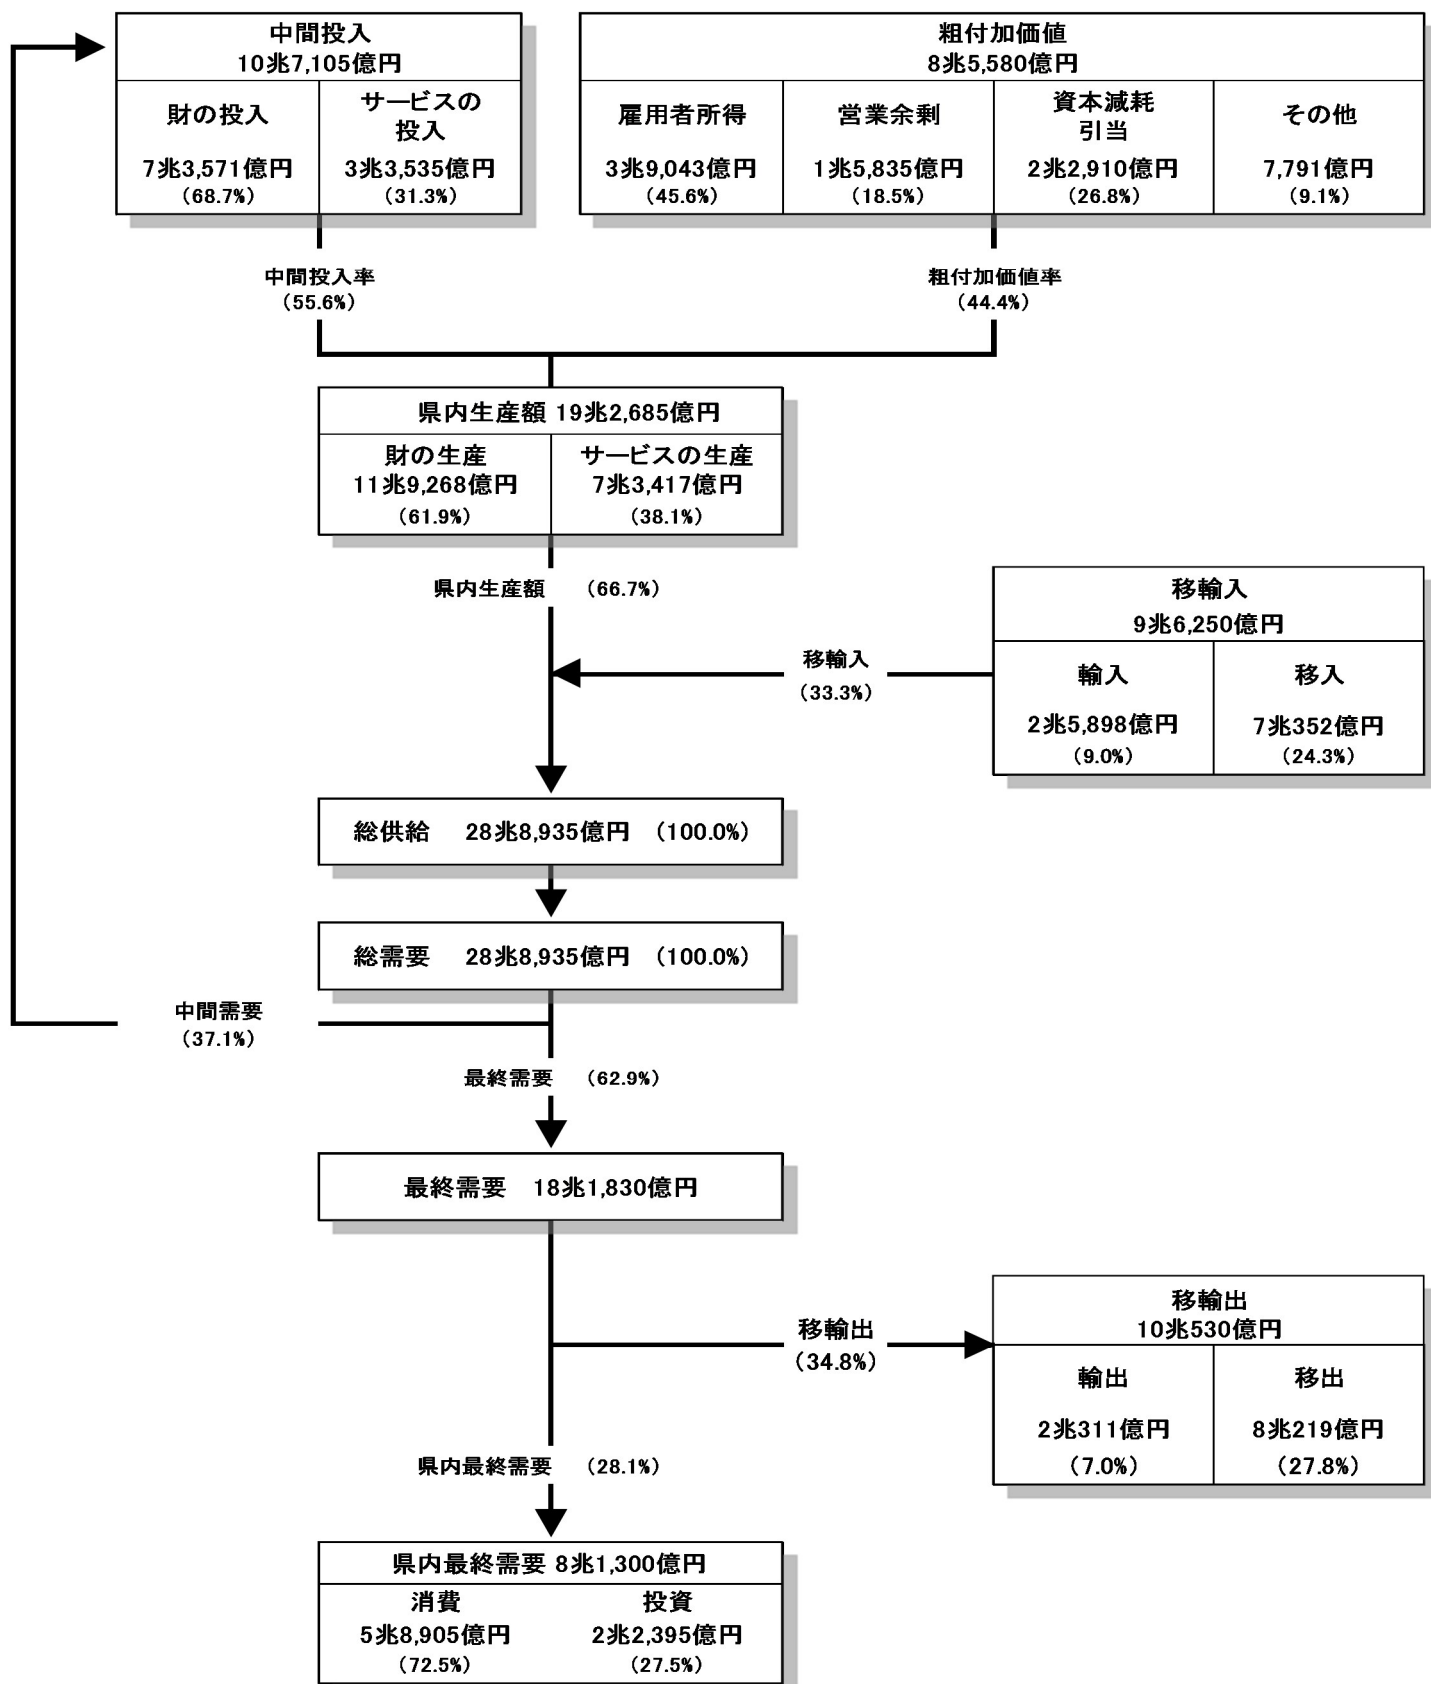 中間投入
10兆7,105億円
財の投入
7兆3,571億円
(68.7%)
サービスの
投入
3兆3,535億円
(31.3%)
粗付加価値
8兆5,580億円
雇用者所得
3兆9,043億円
(45.6%)
営業余剰
1兆5,835億円
(18.5%)
資本減耗
引当
2兆2,910億円
(26.8%)
その他
7,791億円
(9.1%)
中間投入率
(55.6%)
粗付加価値率
(44.4%)
県内生産額 19兆2,685億円
財の生産
11兆9,268億円
(61.9%)
サービスの生産
7兆3,417億円
(38.1%)
県内生産額 (66.7%)
移輸入
9兆6,250億円
輸入
2兆5,898億円
(9.0%)
移入
7兆352億円
(24.3%)
移輸入
(33.3%)
総供給 28兆8,935億円 (100.0%)
総需要 28兆8,935億円 (100.0%)
中間需要
(37.1%)
最終需要 (62.9%)
最終需要 18兆1,830億円
移輸出
(34.8%)
移輸出
10兆530億円
輸出
2兆311億円
(7.0%)
移出
8兆219億円
(27.8%)
県内最終需要 (28.1%)
県内最終需要 8兆1,300億円
消費
5兆8,905億円
(72.5%)
投資
2兆2,395億円
(27.5%)